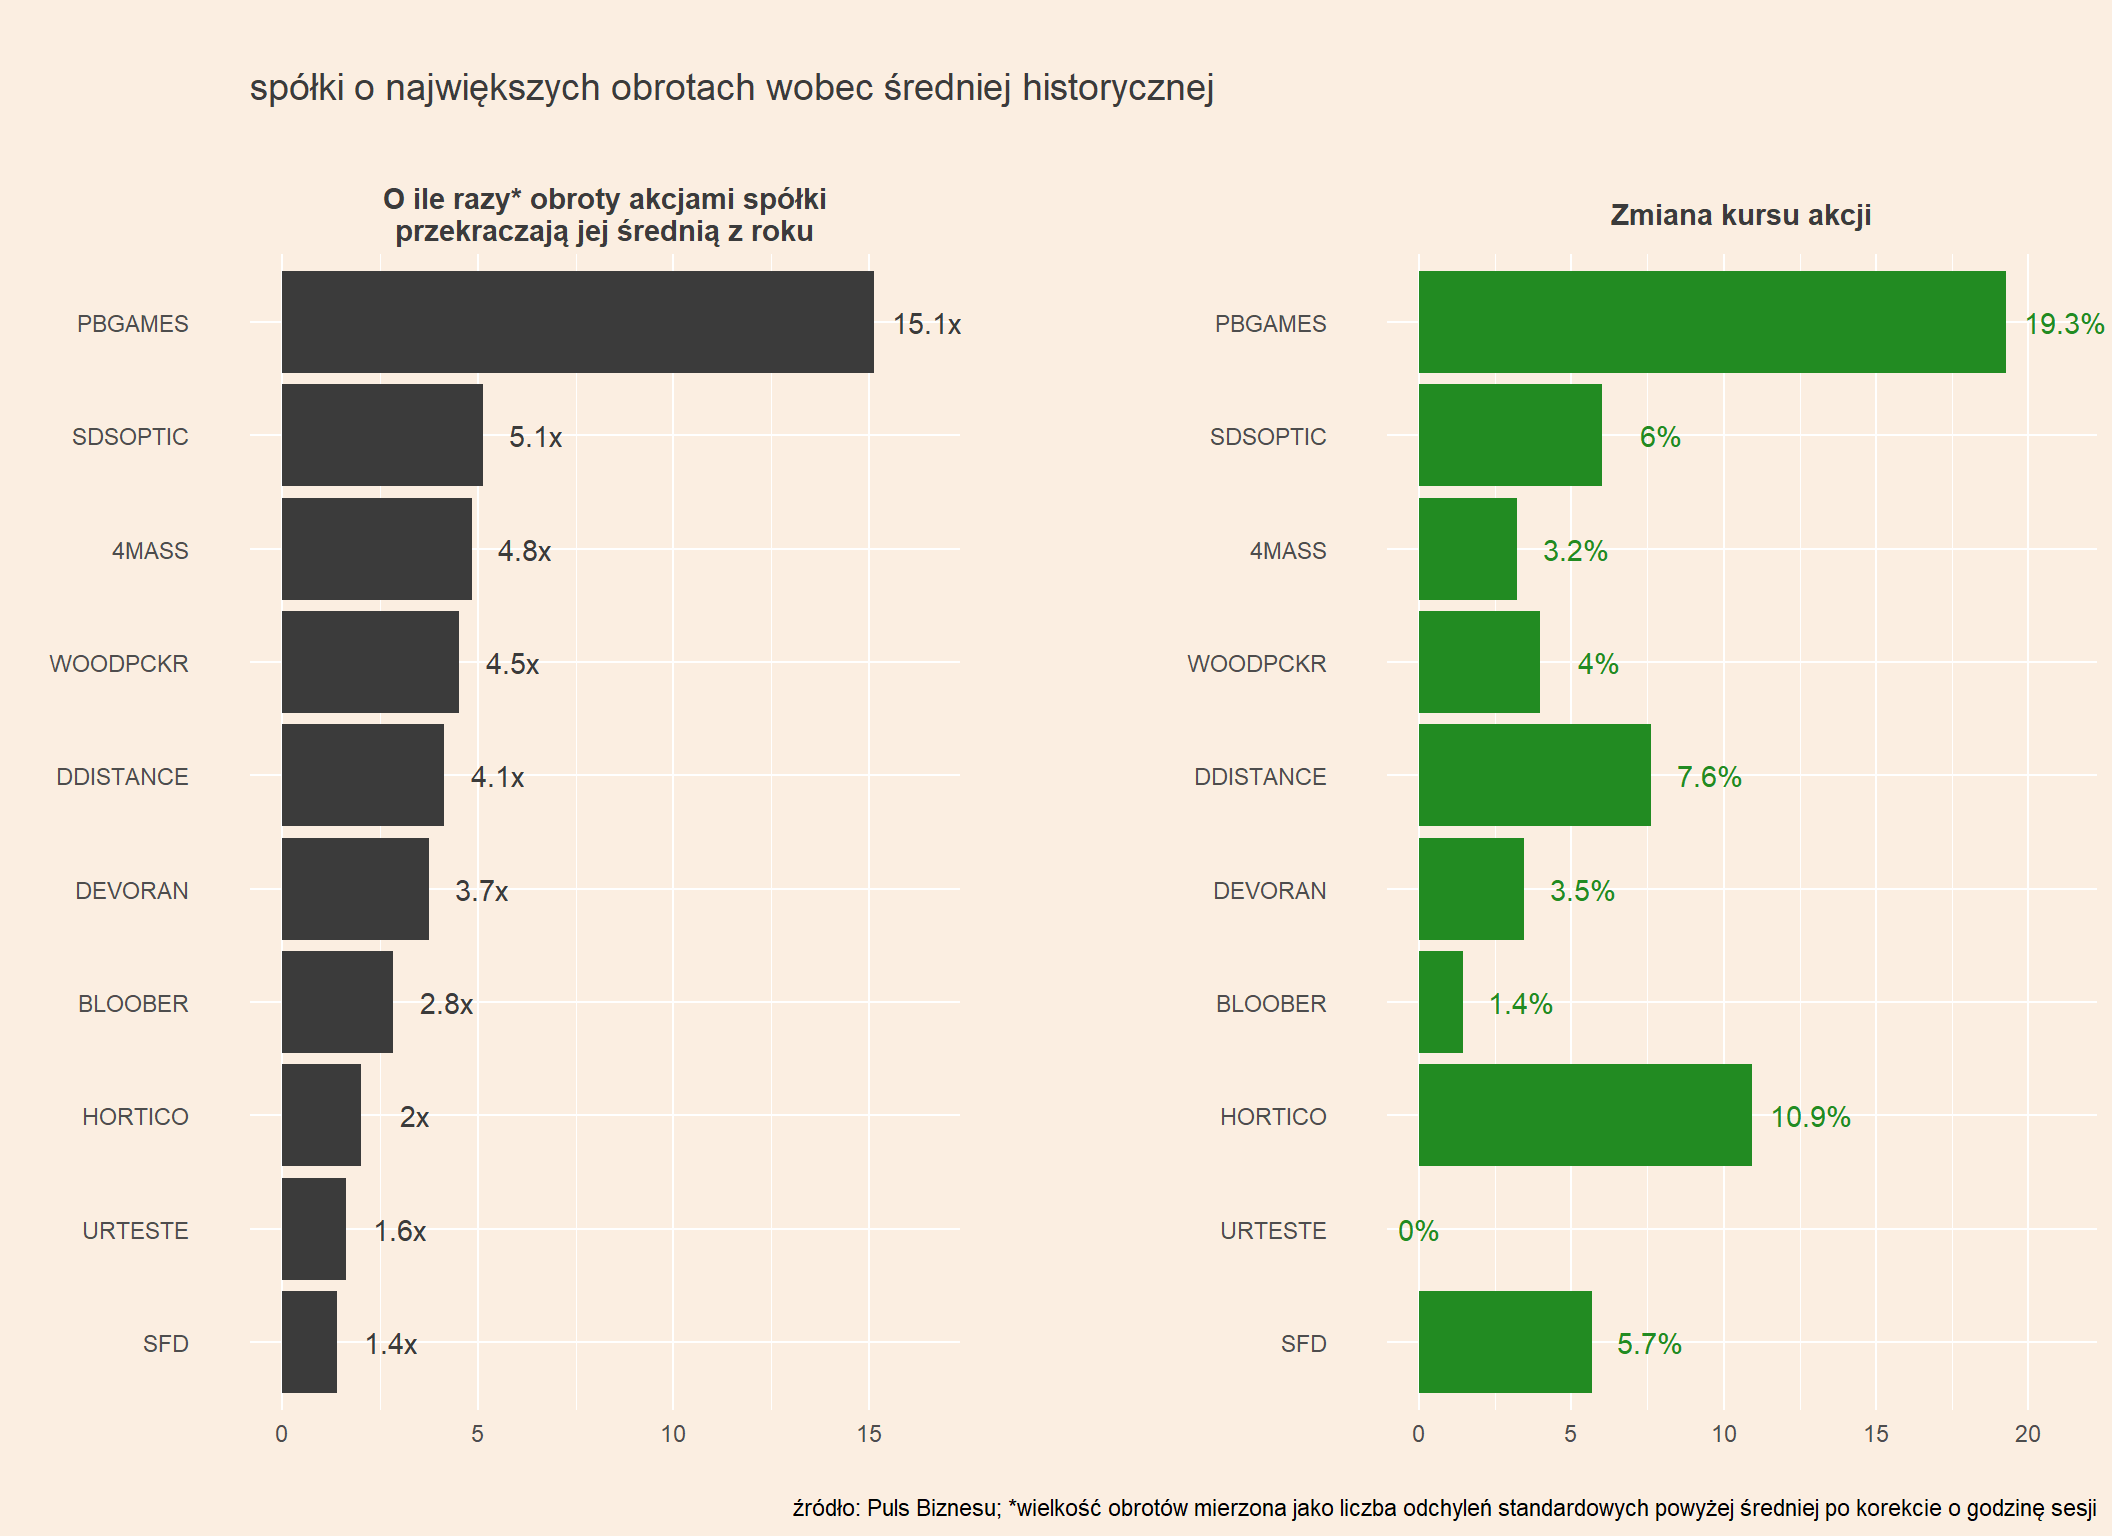 spółki o największych obrotach wobec średniej historycznej
O ile razy* obroty akcjami spółki
przekraczają jej średnią z roku
PBGAMES
15.1x
SDSOPTIC
5.1x
4MASS
4.8x
WOODPCKR
4.5x
DDISTANCE
4.1x
DEVORAN
3.7x
BLOOBER
2.8x
HORTICO
2x
URTESTE
1.6x
SFD
1.4x
0 5 10 15
Zmiana kursu akcji
PBGAMES
19.3%
SDSOPTIC
6%
4MASS
3.2%
WOODPCKR
4%
DDISTANCE
7.6%
DEVORAN
3.5%
BLOOBER
1.4%
HORTICO
10.9%
URTESTE
0%
SFD
5.7%
0 5 10 15 20
źródło: Puls Biznesu; *wielkość obrotów mierzona jako liczba odchyleń standardowych powyżej średniej po korekcie o godzinę sesji